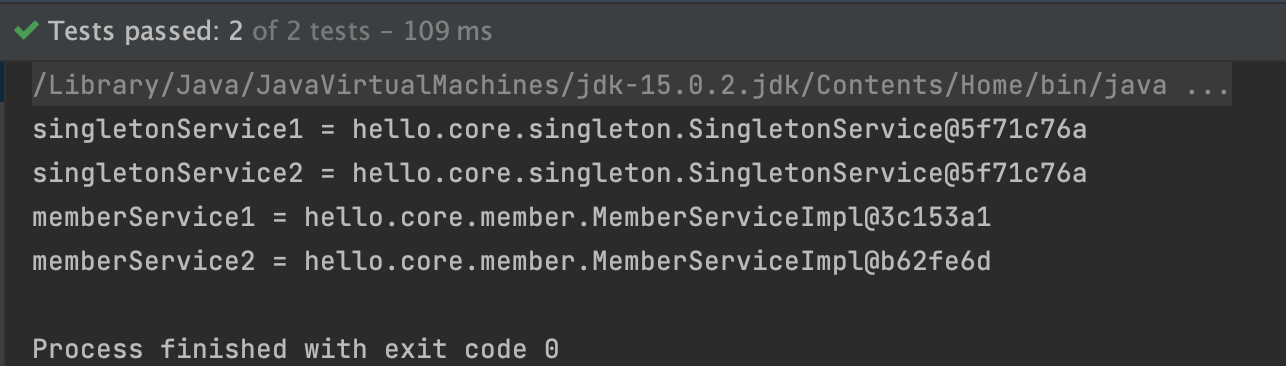 Tests passed: 2 of 2 tests – 109 ms
/Library/Java/JavaVirtualMachines/jdk-15.0.2.jdk/Contents/Home/bin/java ...
singletonService1 = hello.core.singleton.SingletonService@5f71c76a
singletonService2 = hello.core.singleton.SingletonService@5f71c76a
memberService1 = hello.core.member.MemberServiceImpl@3c153a1
memberService2 = hello.core.member.MemberServiceImpl@b62fe6d
Process finished with exit code 0